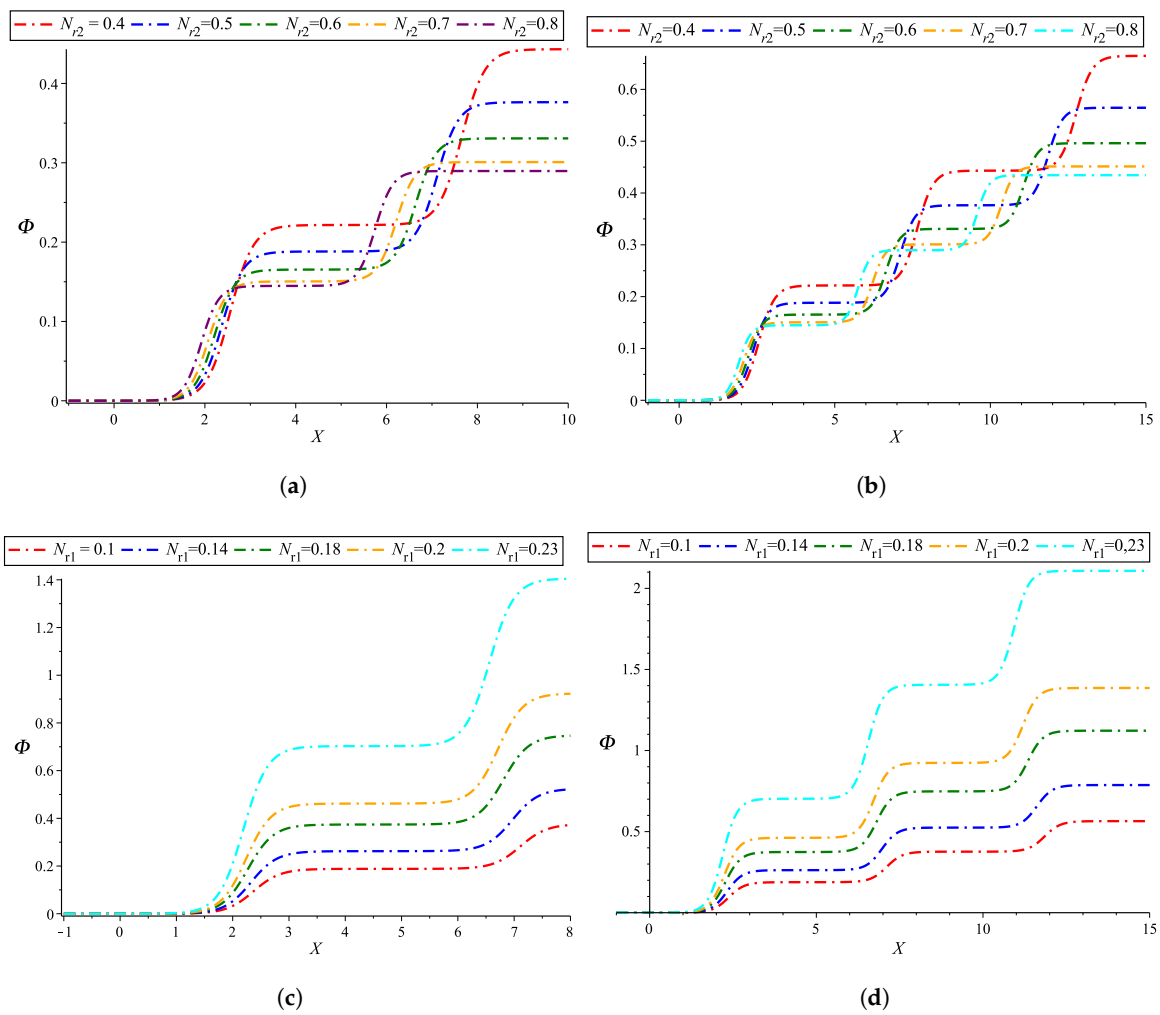 N_r2 = 0.4 N_r2=0.5 N_r2=0.6 N_r2=0.7 N_r2=0.8
0.4
0.3
Φ
0.2
0.1
0
0 2 4 6 8 10
X
(a)
N_r2=0.4 N_r2=0.5 N_r2=0.6 N_r2=0.7 N_r2=0.8
0.6
0.5
0.4
Φ
0.3
0.2
0.1
0
0 5 10 15
X
(b)
N_r1 = 0.1 N_r1=0.14 N_r1=0.18 N_r1=0.2 N_r1=0.23
1.4
1.2
1
0.8
Φ
0.6
0.4
0.2
0
-1 0 1 2 3 4 5 6 7 8
X
(c)
N_r1=0.1 N_r1=0.14 N_r1=0.18 N_r1=0.2 N_r1=0,23
2
1.5
Φ
1
0.5
0 5 10 15
X
(d)